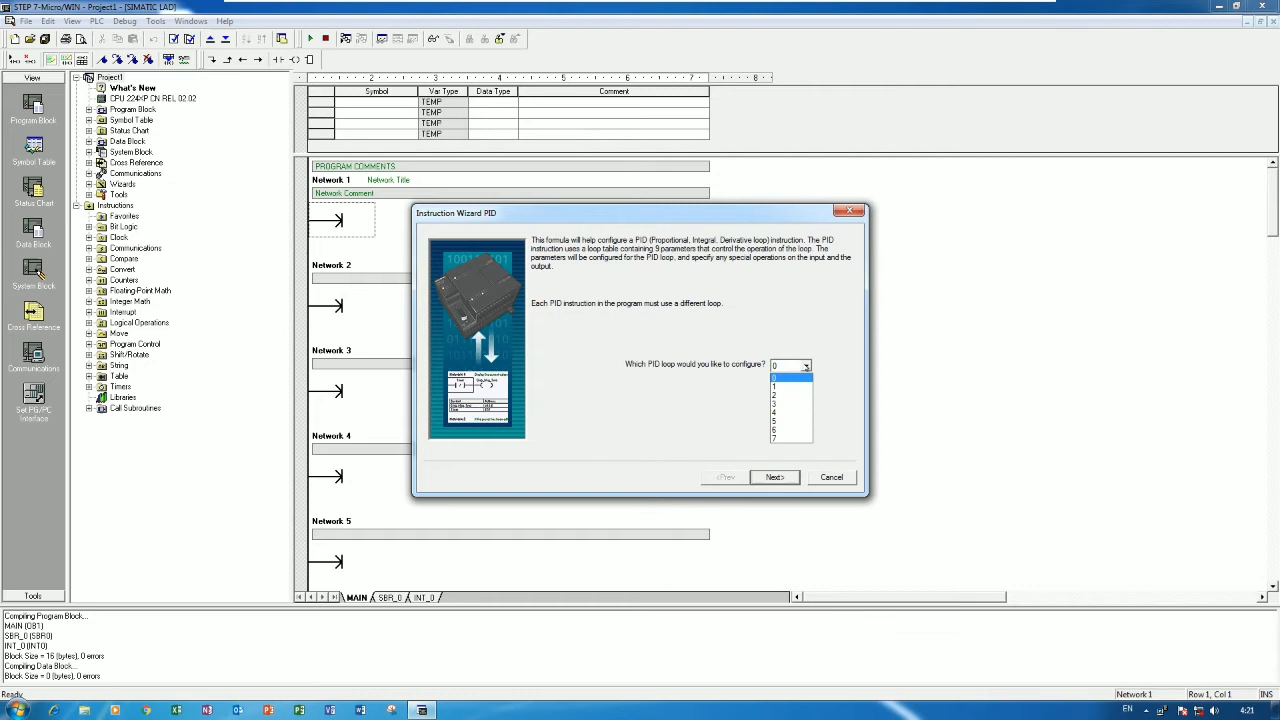 STEP 7-Micro/WIN - Project1 - [SIMATIC LAD]
File Edit View PLC Debug Tools Windows Help
View
Program Block
Symbol Table
Status Chart
Data Block
System Block
Cross Reference
Communications
Set PG/PC
Interface
Tools
Project1
What's New
CPU 224XP CN REL 02.02
Program Block
Symbol Table
Status Chart
Data Block
System Block
Cross Reference
Communications
Wizards
Tools
Instructions
Favorites
Bit Logic
Clock
Communications
Compare
Convert
Counters
Floating-Point Math
Integer Math
Interrupt
Logical Operations
Move
Program Control
Shift/Rotate
String
Table
Timers
Libraries
Call Subroutines
2 3 4 5 6 7 8
Symbol Var Type Data Type Comment
TEMP
TEMP
TEMP
TEMP
PROGRAM COMMENTS
Network 1 Network Title
Network Comment
Network 2
Network 3
Network 4
Network 5
Instruction Wizard PID
This formula will help configure a PID (Proportional, Integral, Derivative loop) instruction. The PID
instruction uses a loop table containing 9 parameters that control the operation of the loop. The
parameters will be configured for the PID loop, and specify any special operations on the input and the
output.
Each PID instruction in the program must use a different loop.
Which PID loop would you like to configure? 0
0
1
2
3
4
5
6
7
<Prev Next> Cancel
MAIN SBR_0 INT_0
Compiling Program Block...
MAIN (OB1)
SBR_0 (SBR0)
INT_0 (INT0)
Block Size = 16 (bytes), 0 errors
Compiling Data Block...
Block Size = 0 (bytes), 0 errors
Ready Network 1 Row 1, Col 1 INS
EN 4:21